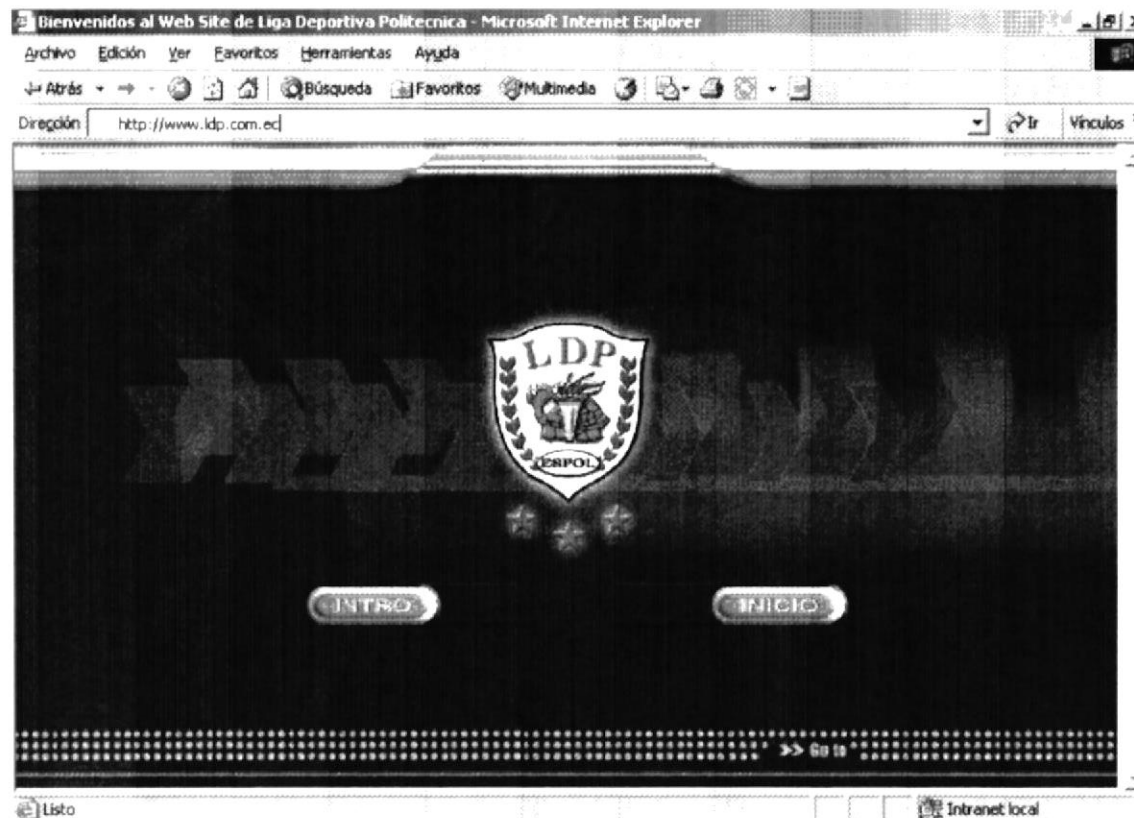 Bienvenidos al Web Site de Liga Deportiva Politecnica - Microsoft Internet Explorer
Archivo Edición Ver Favoritos Herramientas Ayuda
Atrás Búsqueda Favoritos Multimedia
Dirección http://www.ldp.com.ec Ir Vínculos
LDP
ESPOL
INTRO INICIO
>> Go to
Listo Intranet local